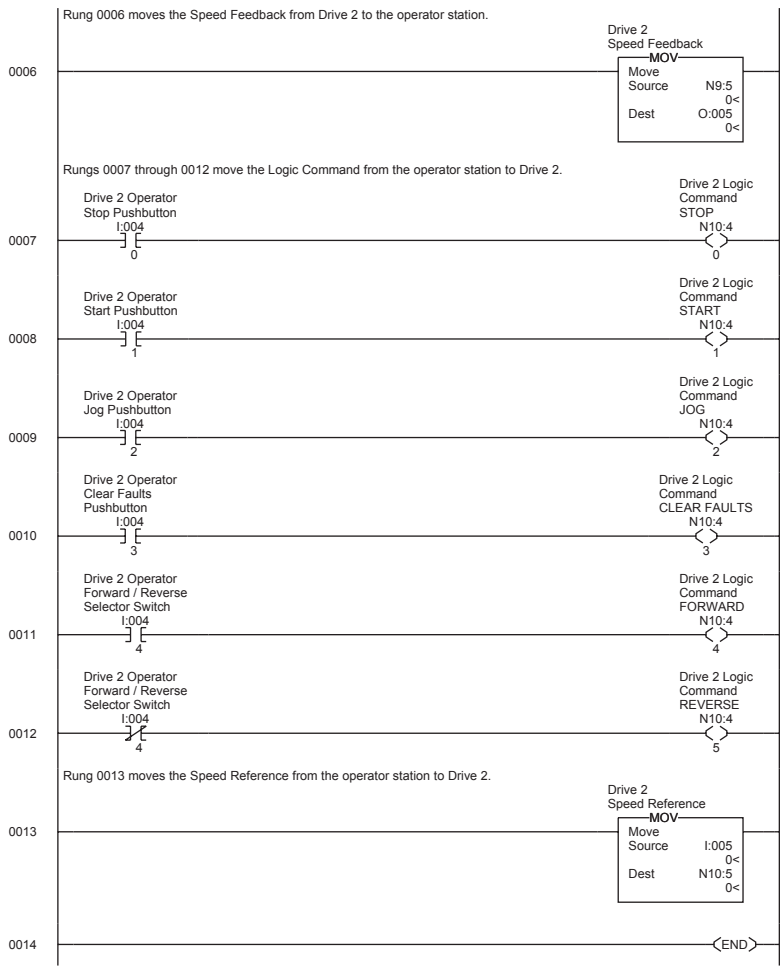 Rung 0006 moves the Speed Feedback from Drive 2 to the operator station.
Drive 2
Speed Feedback
MOV
0006
Move
Source N9:5
0<
Dest O:005
0<
Rungs 0007 through 0012 move the Logic Command from the operator station to Drive 2.
Drive 2 Operator
Stop Pushbutton
I:004
0
Drive 2 Logic
Command
STOP
N10:4
0
0007
Drive 2 Operator
Start Pushbutton
I:004
1
Drive 2 Logic
Command
START
N10:4
1
0008
Drive 2 Operator
Jog Pushbutton
I:004
2
Drive 2 Logic
Command
JOG
N10:4
2
0009
Drive 2 Operator
Clear Faults
Pushbutton
I:004
3
Drive 2 Logic
Command
CLEAR FAULTS
N10:4
3
0010
Drive 2 Operator
Forward / Reverse
Selector Switch
I:004
4
Drive 2 Logic
Command
FORWARD
N10:4
4
0011
Drive 2 Operator
Forward / Reverse
Selector Switch
I:004
4
Drive 2 Logic
Command
REVERSE
N10:4
5
0012
Rung 0013 moves the Speed Reference from the operator station to Drive 2.
Drive 2
Speed Reference
MOV
0013
Move
Source I:005
0<
Dest N10:5
0<
0014
END